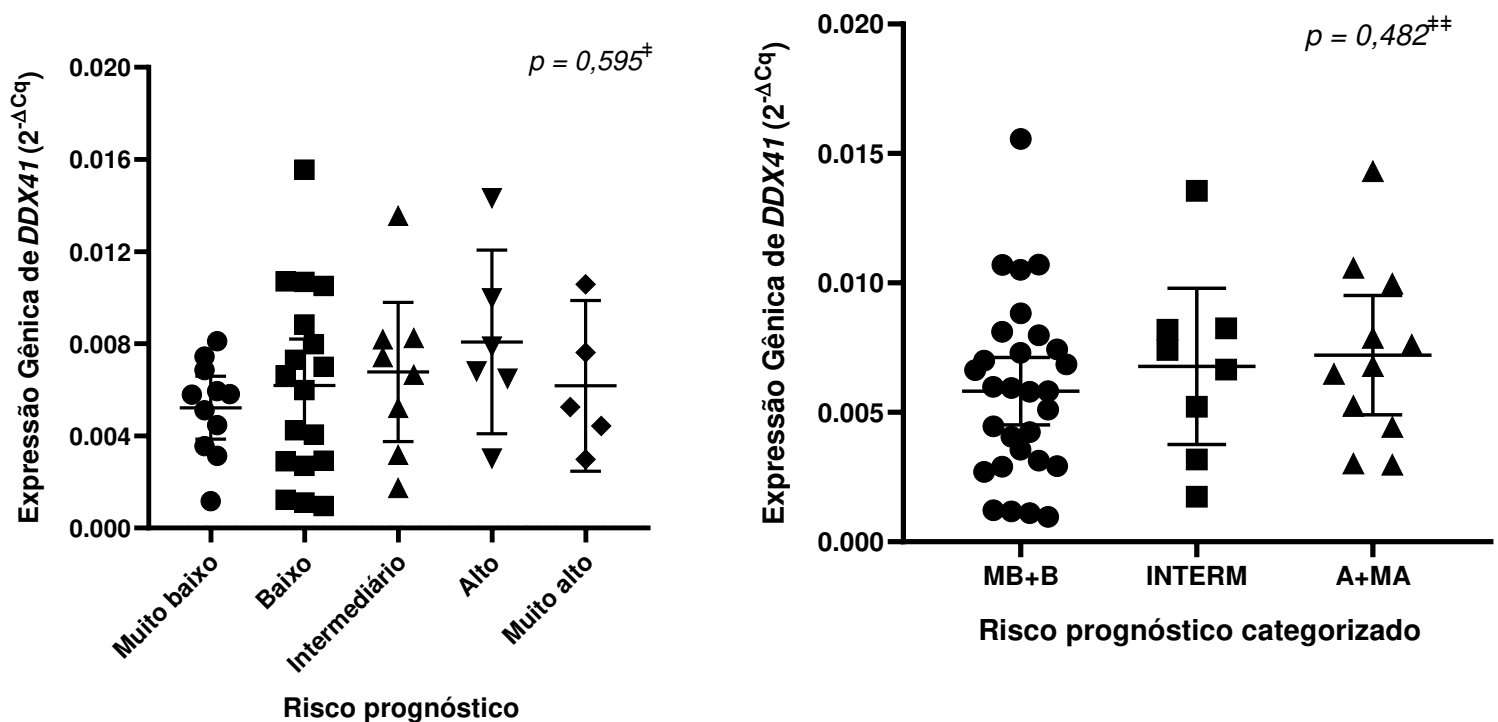 p = 0,595‡
Expressão Gênica de DDX41 (2-ΔCq)
0.020
0.016
0.012
0.008
0.004
0.000
Muito baixo
Baixo
Intermediário
Alto
Muito alto
Risco prognóstico
p = 0,482‡‡
Expressão Gênica de DDX41 (2-ΔCq)
0.020
0.015
0.010
0.005
0.000
MB+B
INTERM
A+MA
Risco prognóstico categorizado